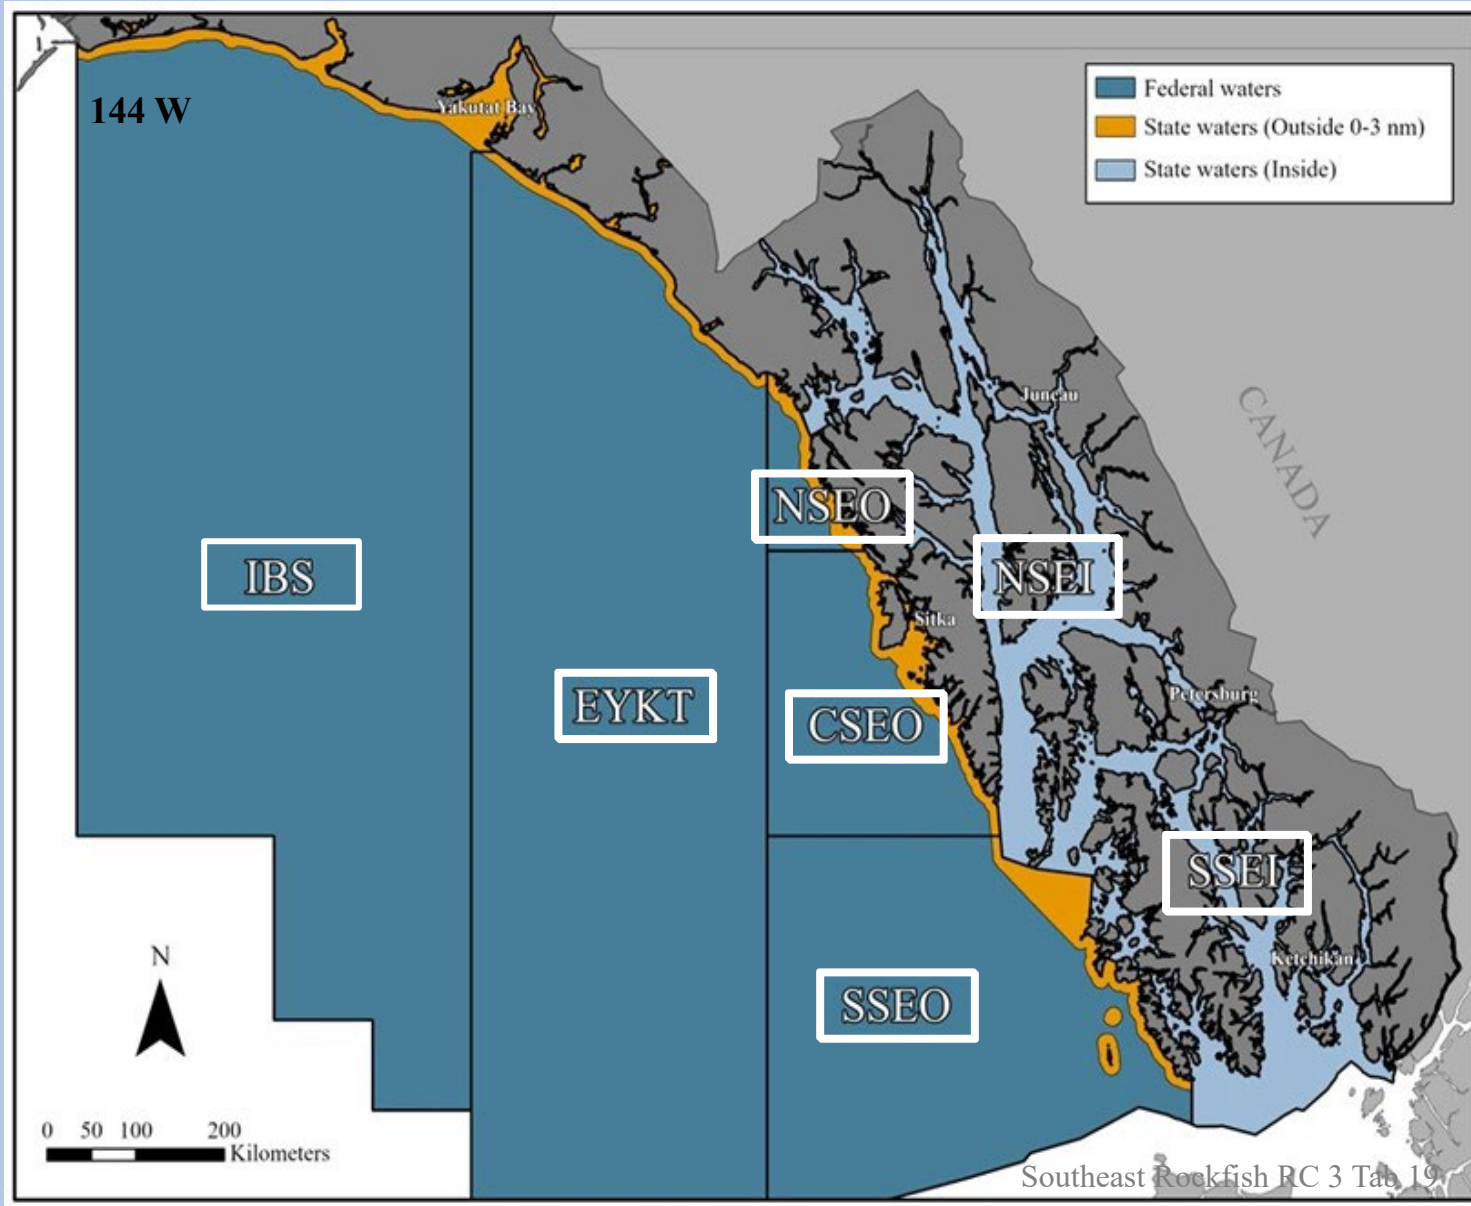 144 W
Yakutat Bay
Federal waters
State waters (Outside 0-3 nm)
State waters (Inside)
Juneau
CANADA
NSEO
IBS
NSEI
Sitka
EYKT
CSEO
Petersburg
SSEI
N
Ketchikan
SSEO
0 50 100 200
Kilometers
Southeast Rockfish RC 3 Tab 19